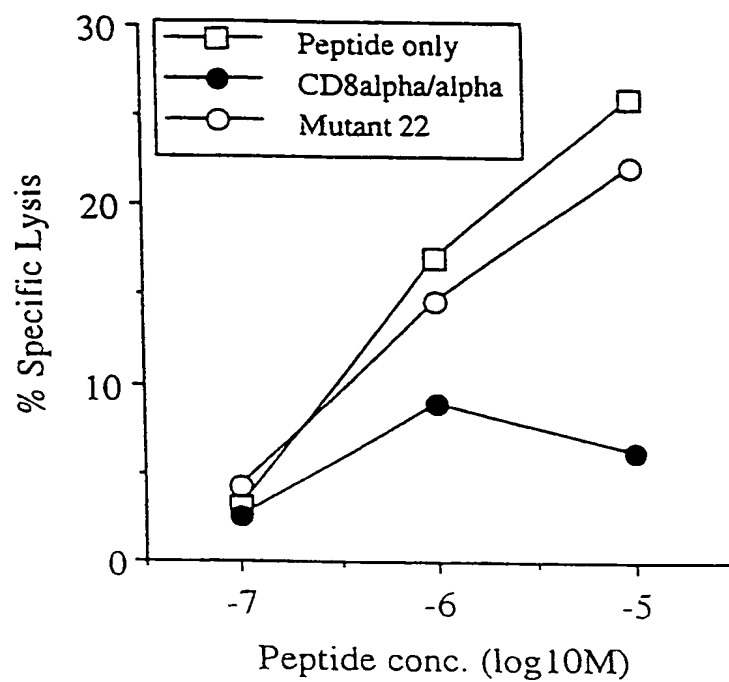 30
20
10
0
% Specific Lysis
Peptide only
CD8alpha/alpha
Mutant 22
-7
-6
-5
Peptide conc. (log10M)